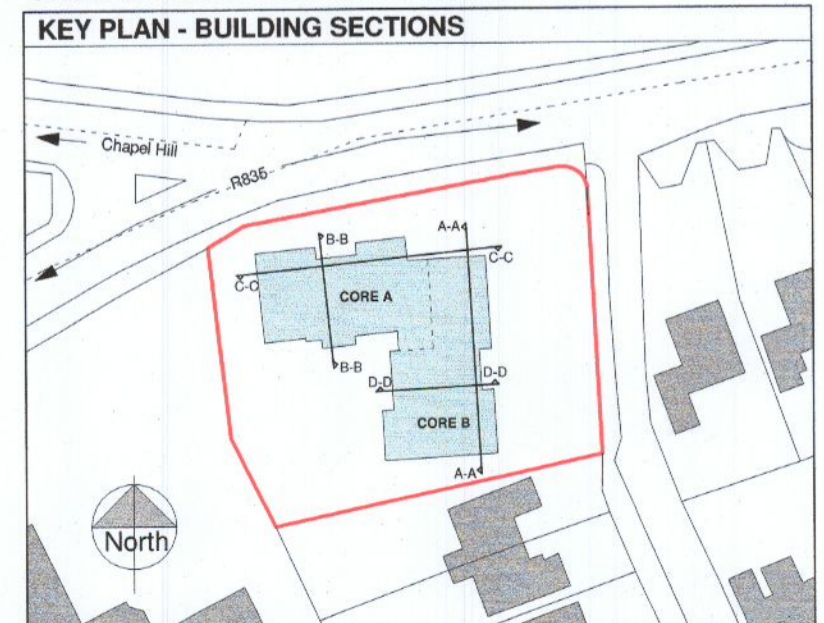 KEY PLAN - BUILDING SECTIONS
Chapel Hill
R835
B-B
A-A
C-C
C-C
CORE A
B-B
D-D
D-D
CORE B
A-A
North